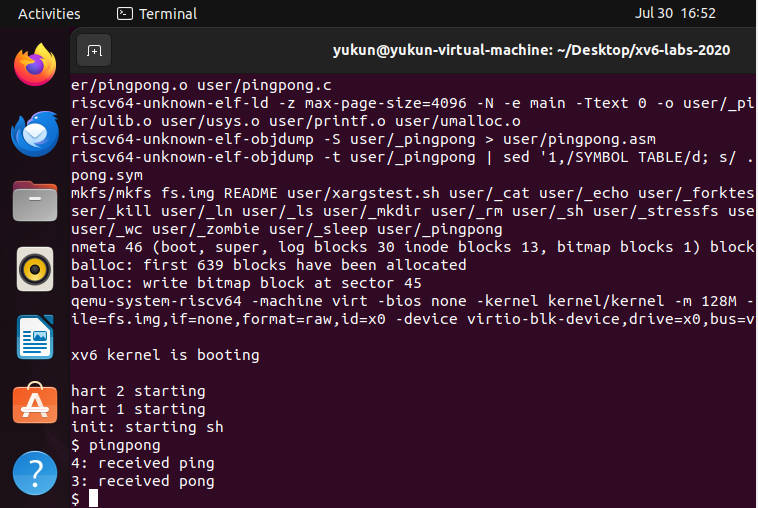 Activities
Terminal
Jul 30 16:52
yukun@yukun-virtual-machine: ~/Desktop/xv6-labs-2020
er/pingpong.o user/pingpong.c
riscv64-unknown-elf-ld -z max-page-size=4096 -N -e main -Ttext 0 -o user/_pi
er/ulib.o user/usys.o user/printf.o user/umalloc.o
riscv64-unknown-elf-objdump -S user/_pingpong > user/pingpong.asm
riscv64-unknown-elf-objdump -t user/_pingpong | sed '1,/SYMBOL TABLE/d; s/ .
pong.sym
mkfs/mkfs fs.img README user/xargstest.sh user/_cat user/_echo user/_forktes
ser/_kill user/_ln user/_ls user/_mkdir user/_rm user/_sh user/_stressfs use
user/_wc user/_zombie user/_sleep user/_pingpong
nmeta 46 (boot, super, log blocks 30 inode blocks 13, bitmap blocks 1) block
balloc: first 639 blocks have been allocated
balloc: write bitmap block at sector 45
qemu-system-riscv64 -machine virt -bios none -kernel kernel/kernel -m 128M -
ile=fs.img,if=none,format=raw,id=x0 -device virtio-blk-device,drive=x0,bus=v
xv6 kernel is booting
hart 2 starting
hart 1 starting
init: starting sh
$ pingpong
4: received ping
3: received pong
$